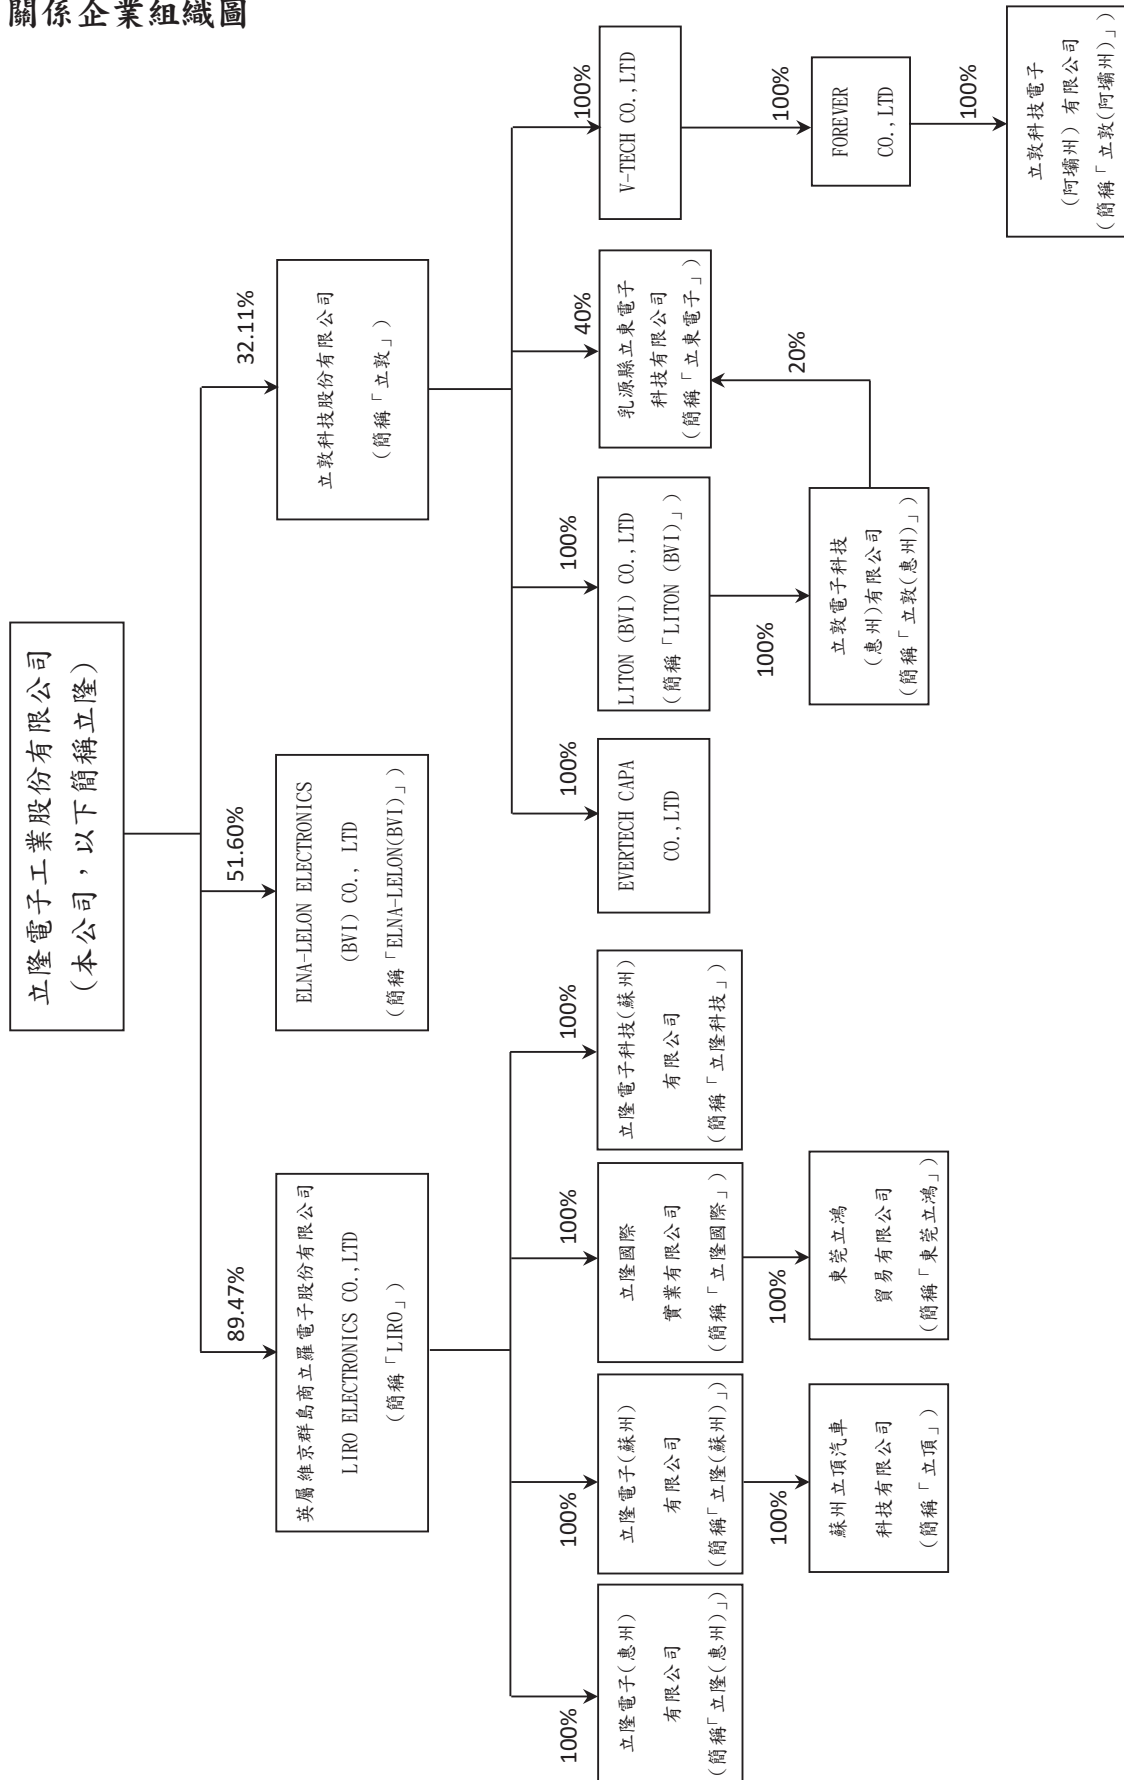 關係企業組織圖
立隆電子工業股份有限公司
(本公司，以下簡稱立隆)
89.47%
51.60%
32.11%
英屬維京群島商立羅電子股份有限公司
LIRO ELECTRONICS CO.,LTD
(簡稱「LIRO」)
ELNA-LELON ELECTRONICS
(BVI) CO., LTD
(簡稱「ELNA-LELON(BVI)」)
立敦科技股份有限公司
(簡稱「立敦」)
100%
100%
100%
100%
100%
100%
40%
100%
立隆電子(惠州)
有限公司
(簡稱「立隆(惠州)」)
立隆電子(蘇州)
有限公司
(簡稱「立隆(蘇州)」)
立隆國際
實業有限公司
(簡稱「立隆國際」)
立隆電子科技(蘇州)
有限公司
(簡稱「立隆科技」)
EVERTECH CAPA
CO.,LTD
LITON (BVI) CO.,LTD
(簡稱「LITON (BVI)」)
乳源縣立東電子
科技有限公司
(簡稱「立東電子」)
V-TECH CO.,LTD
100%
100%
100%
20%
100%
蘇州立頂汽車
科技有限公司
(簡稱「立頂」)
東莞立鴻
貿易有限公司
(簡稱「東莞立鴻」)
立敦電子科技
(惠州)有限公司
(簡稱「立敦(惠州)」)
FOREVER
CO.,LTD
100%
立敦科技電子
(阿壩州) 有限公司
(簡稱「立敦(阿壩州)」)